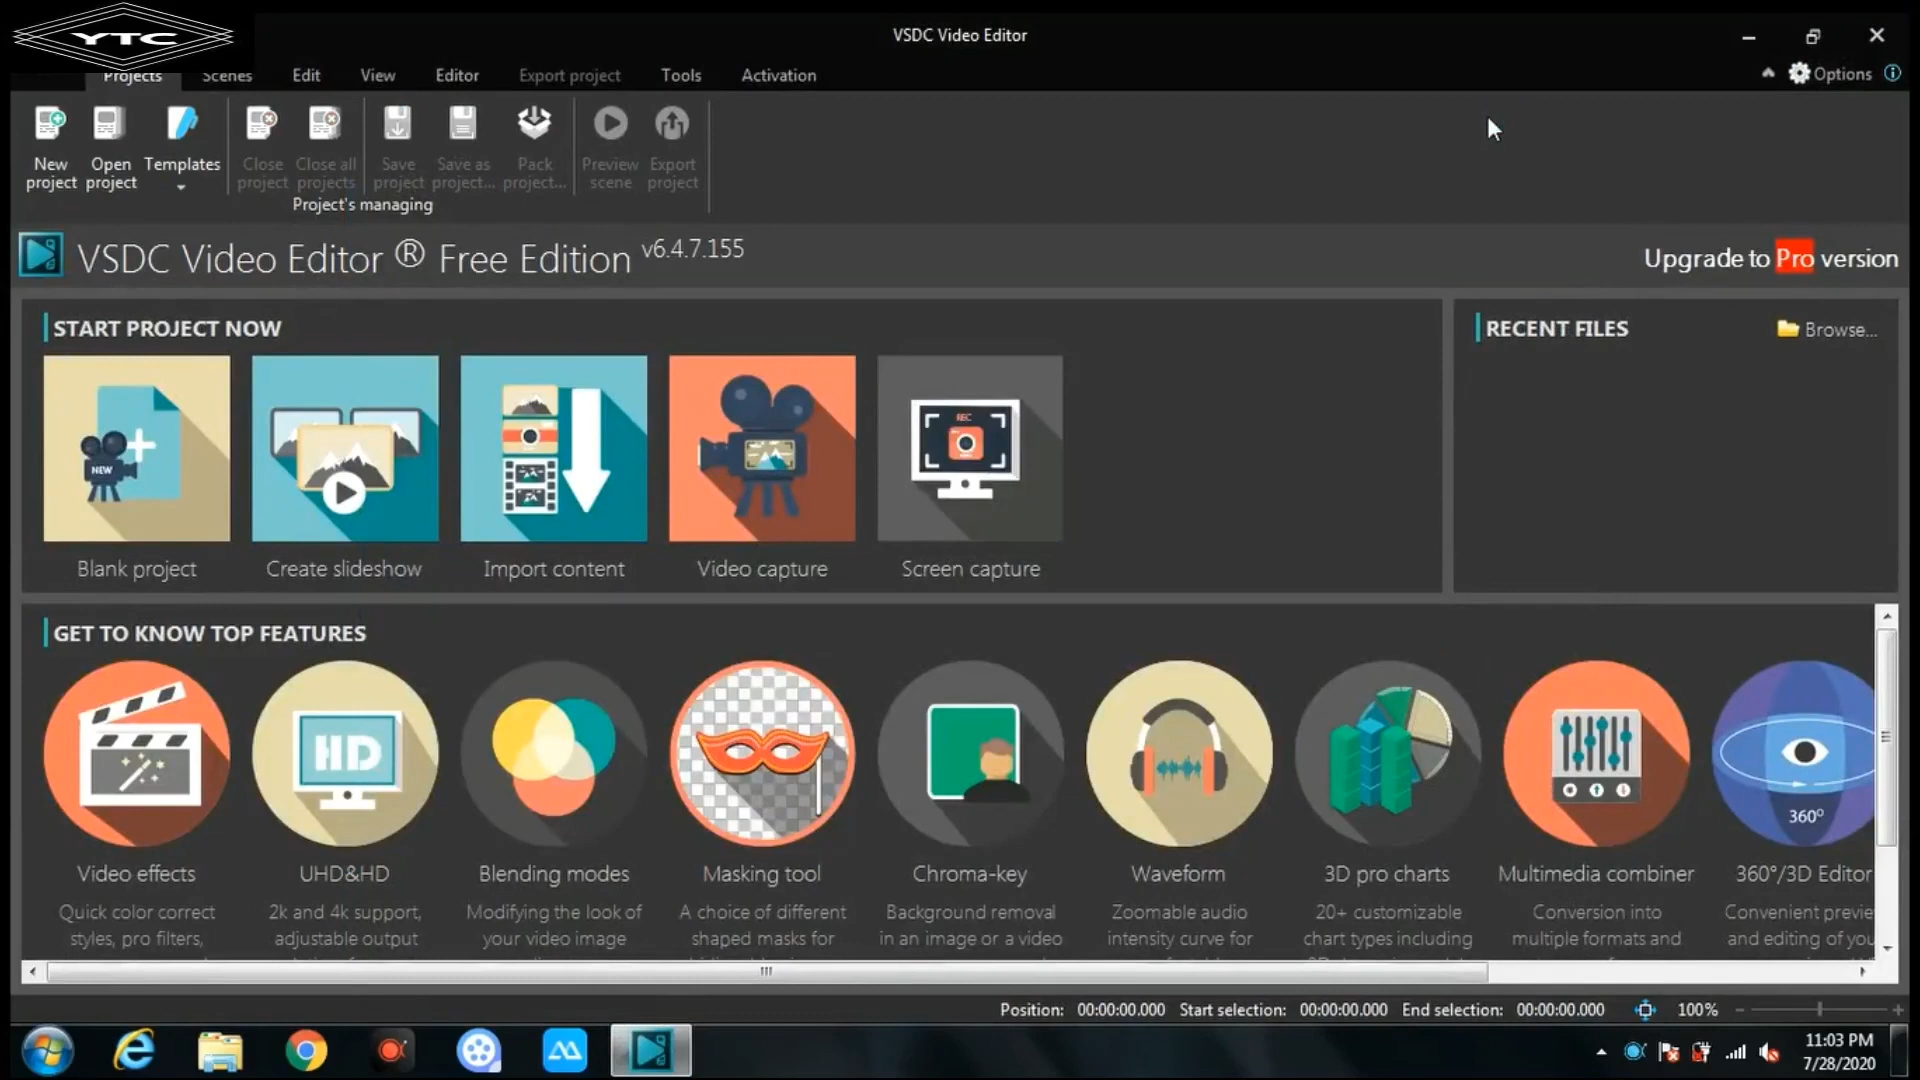 YTC
VSDC Video Editor
Projects Scenes Edit View Editor Export project Tools Activation
Options
New project
Open project
Templates
Close project
Close all projects
Save project
Save as project...
Pack project...
Preview scene
Export project
Project's managing
VSDC Video Editor ® Free Edition v6.4.7.155
Upgrade to Pro version
START PROJECT NOW
NEW
REC
Blank project
Create slideshow
Import content
Video capture
Screen capture
RECENT FILES
Browse...
GET TO KNOW TOP FEATURES
HD
360°
Video effects
Quick color correct
styles, pro filters,
UHD&HD
2k and 4k support,
adjustable output
Blending modes
Modifying the look of
your video image
Masking tool
A choice of different
shaped masks for
Chroma-key
Background removal
in an image or a video
Waveform
Zoomable audio
intensity curve for
3D pro charts
20+ customizable
chart types including
Multimedia combiner
Conversion into
multiple formats and
360°/3D Editor
Convenient
and editing of
Position: 00:00:00.000 Start selection: 00:00:00.000 End selection: 00:00:00.000 100%
11:03 PM
7/28/2020